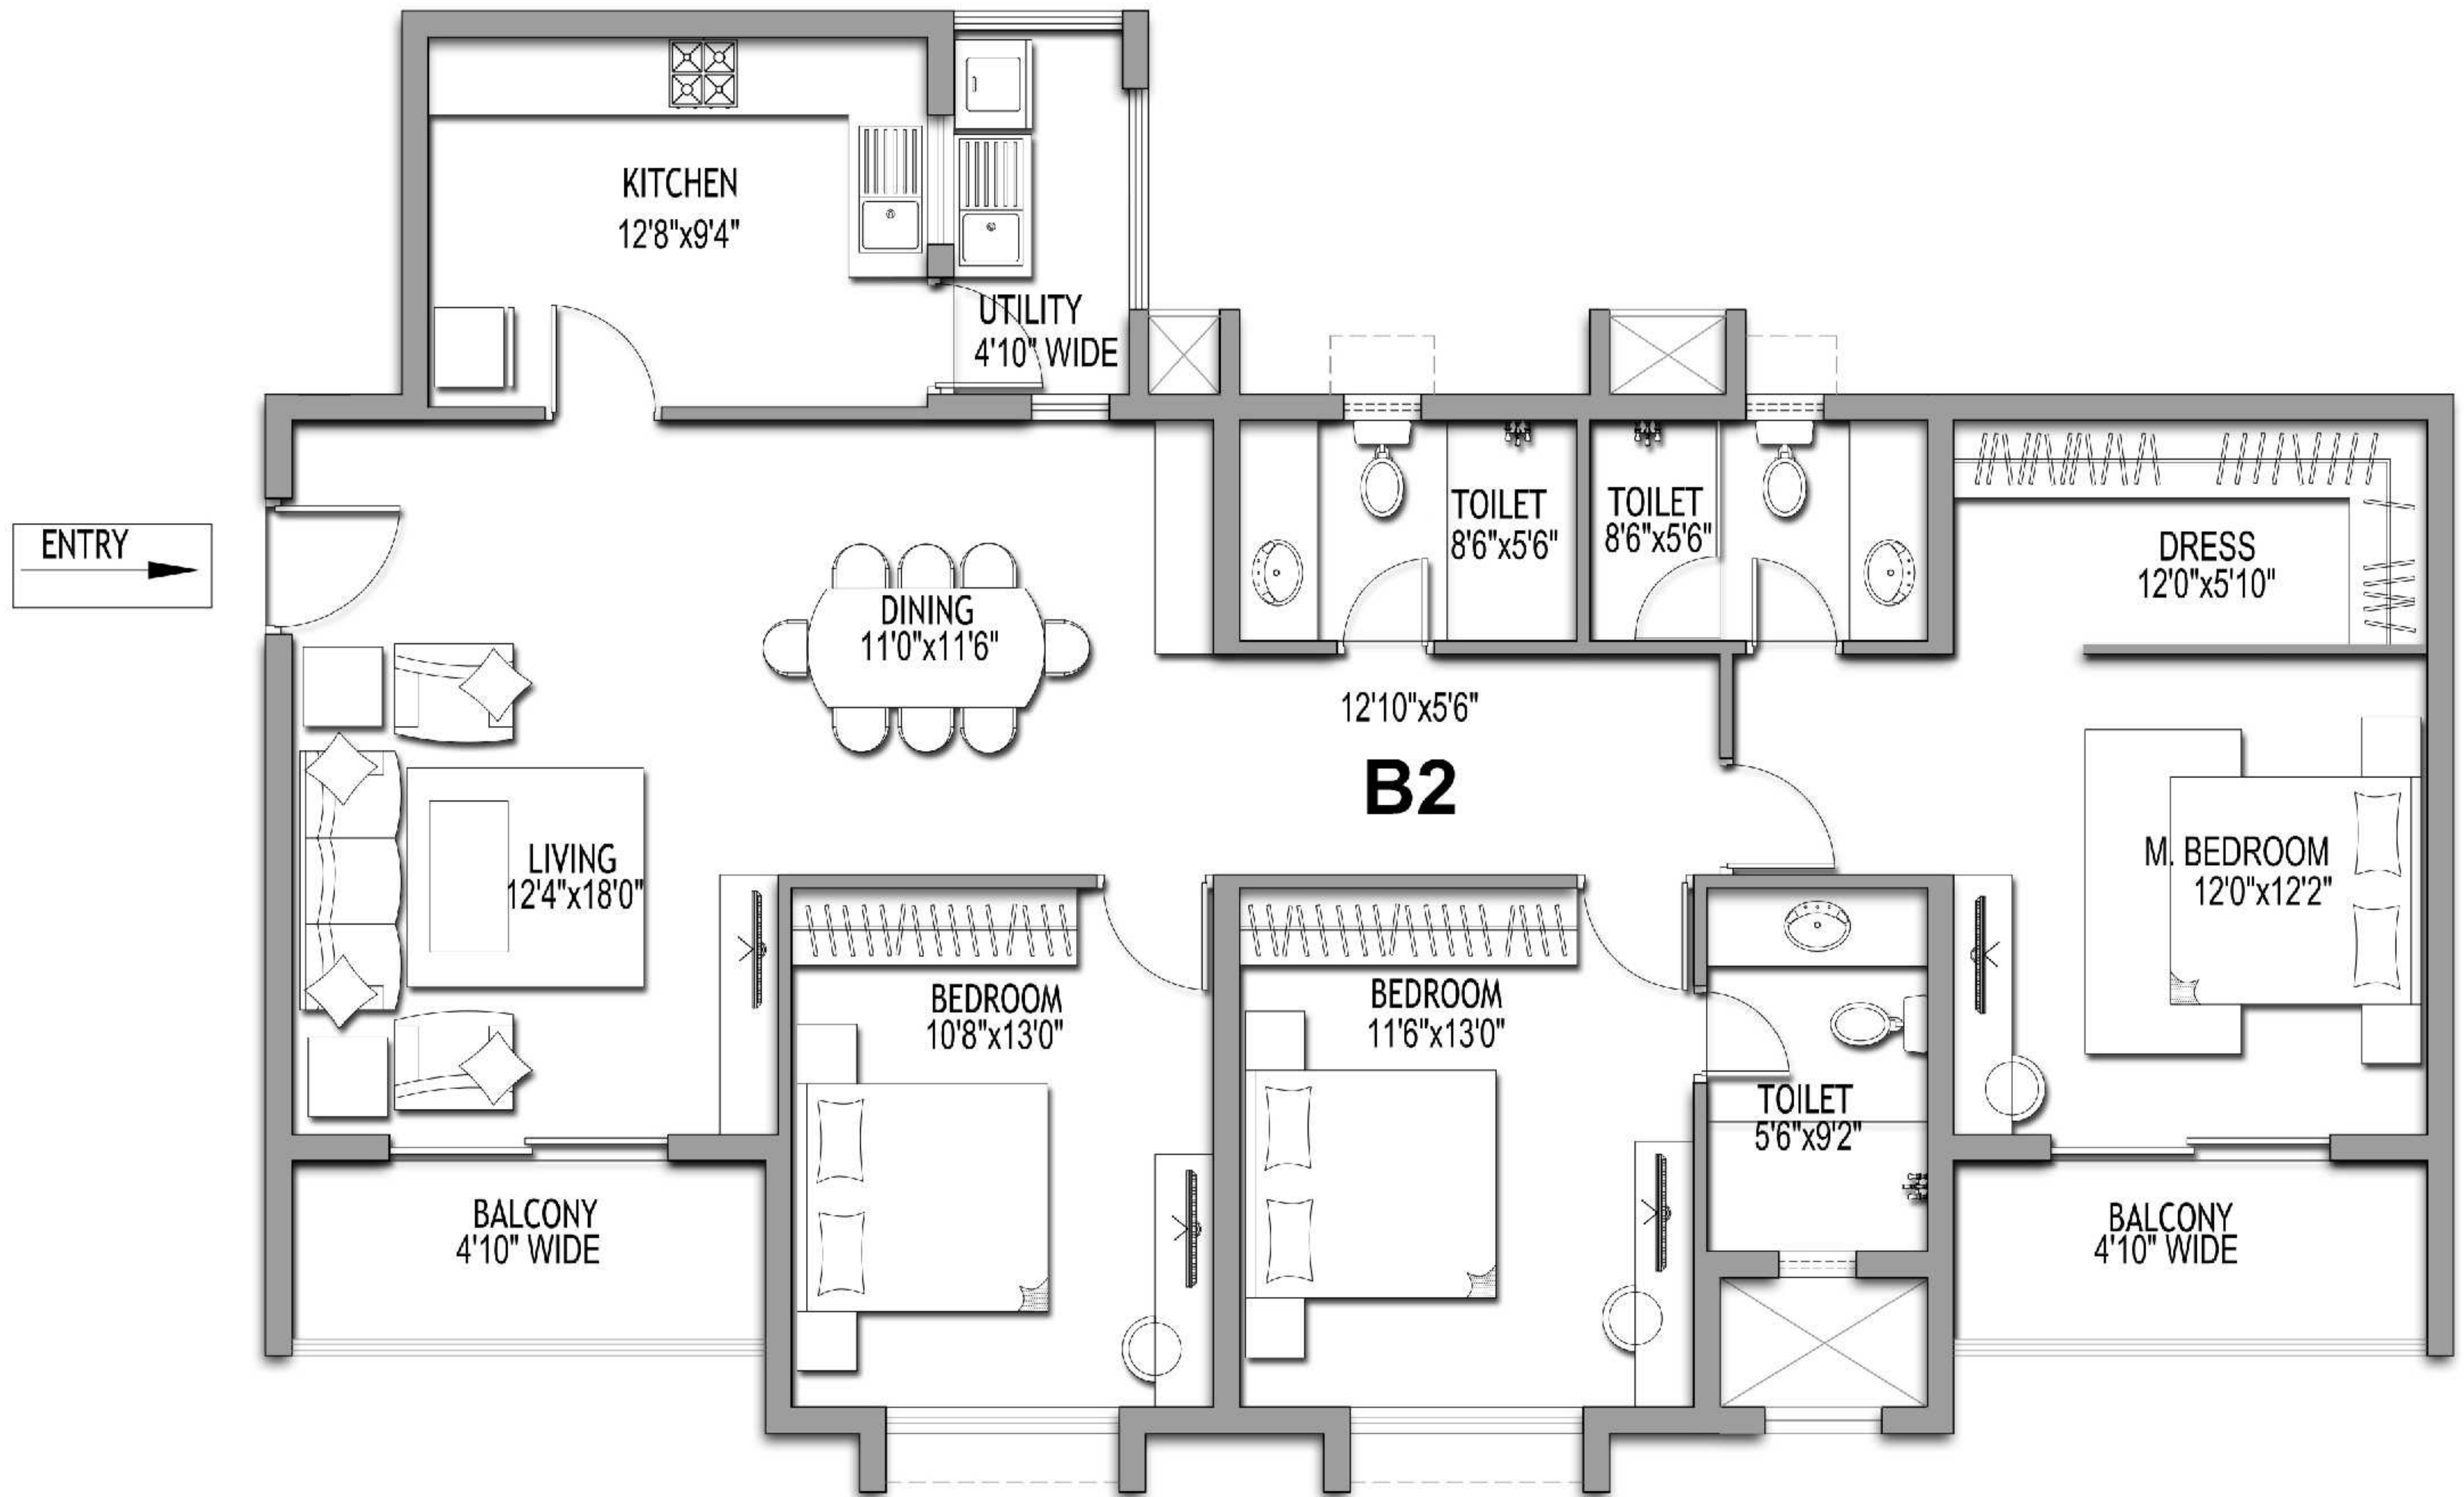 KITCHEN
12'8"x9'4"
UTILITY
4'10" WIDE
ENTRY
TOILET
8'6"x5'6"
TOILET
8'6"x5'6"
DRESS
12'0"x5'10"
DINING
11'0"x11'6"
12'10"x5'6"
B2
LIVING
12'4"x18'0"
M. BEDROOM
12'0"x12'2"
BEDROOM
10'8"x13'0"
BEDROOM
11'6"x13'0"
TOILET
5'6"x9'2"
BALCONY
4'10" WIDE
BALCONY
4'10" WIDE